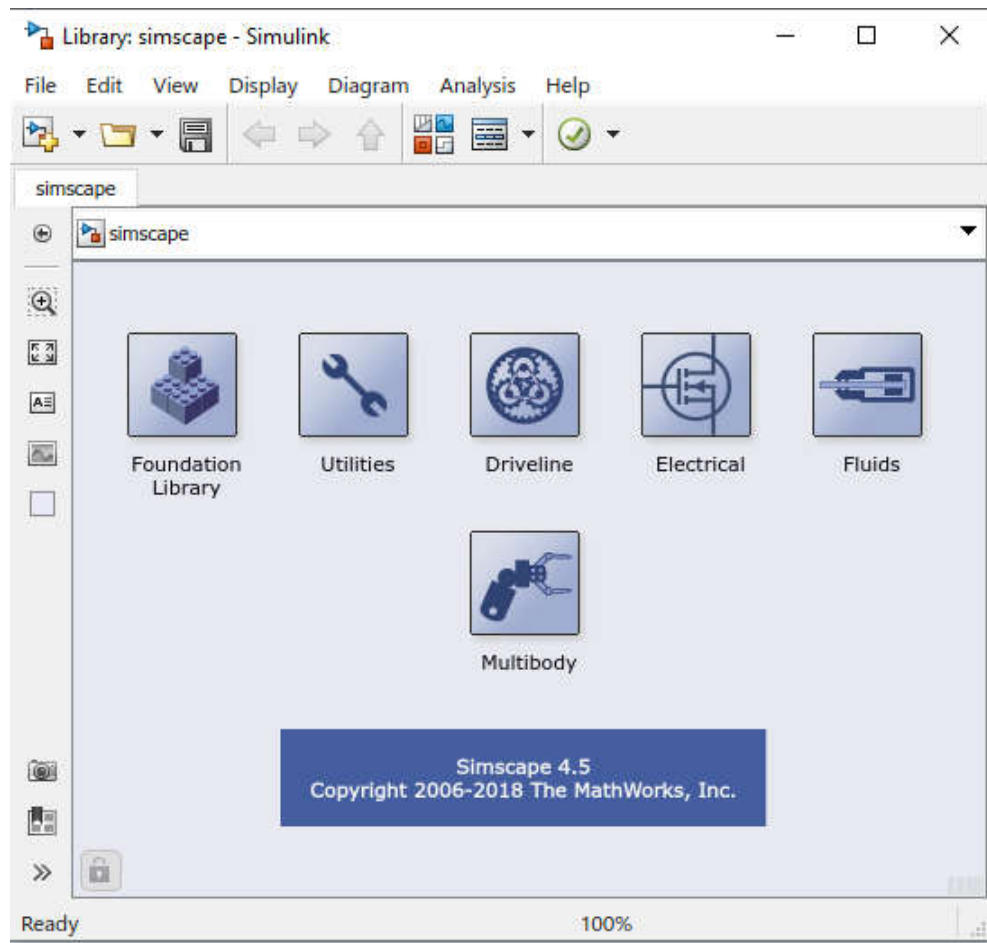 Library: simscape - Simulink
File Edit View Display Diagram Analysis Help
simscape
simscape
Foundation
Library
Utilities
Driveline
Electrical
Fluids
Multibody
Simscape 4.5
Copyright 2006-2018 The MathWorks, Inc.
Ready
100%